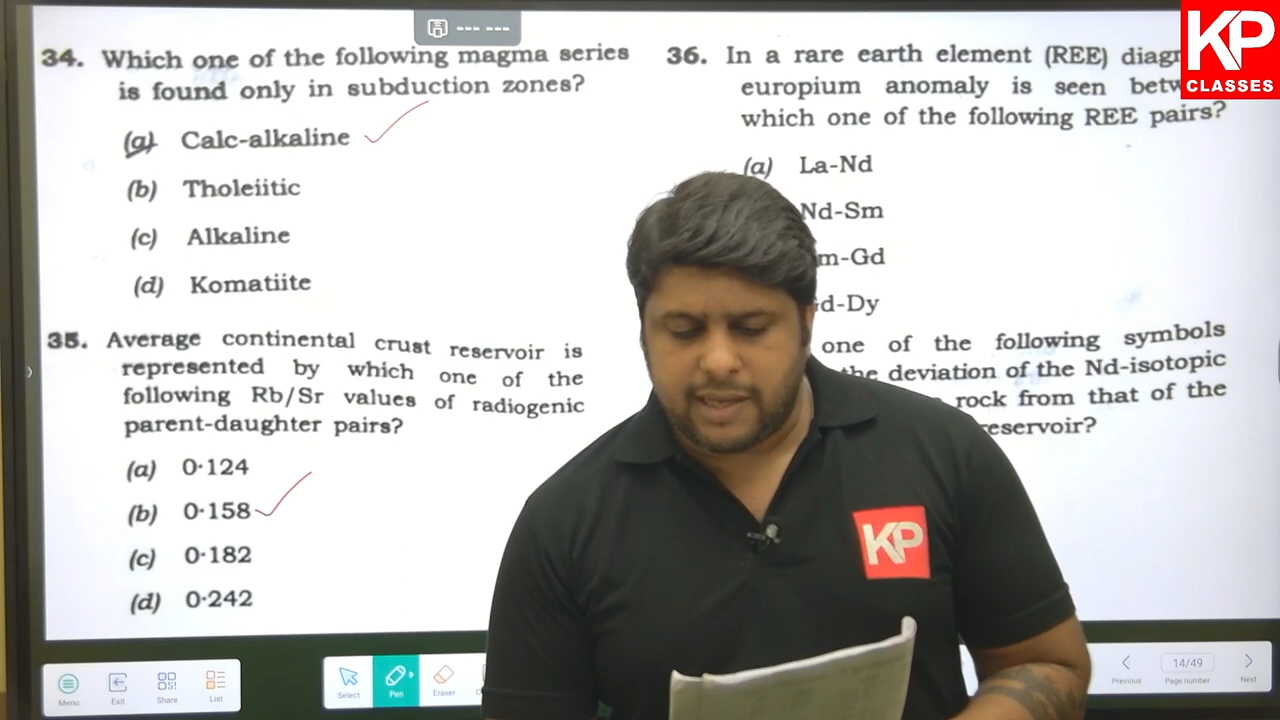 34. Which one of the following magma series
is found only in subduction zones?
(a) Calc-alkaline
(b) Tholeiitic
(c) Alkaline
(d) Komatiite
35. Average continental crust reservoir is
represented by which one of the
following Rb/Sr values of radiogenic
parent-daughter pairs?
(a) 0·124
(b) 0·158
(c) 0·182
(d) 0·242
36. In a rare earth element (REE)
europium anomaly is seen
which one of the following REE pairs?
(a) La-Nd
Nd-Sm
m-Gd
d-Dy
one of the following symbols
the deviation of the Nd-isotopic
rock from that of the
reservoir?
KP
CLASSES
KP
Menu
Exit
Share
List
Select
Pen
Eraser
Previous
14/49
Page number
Next